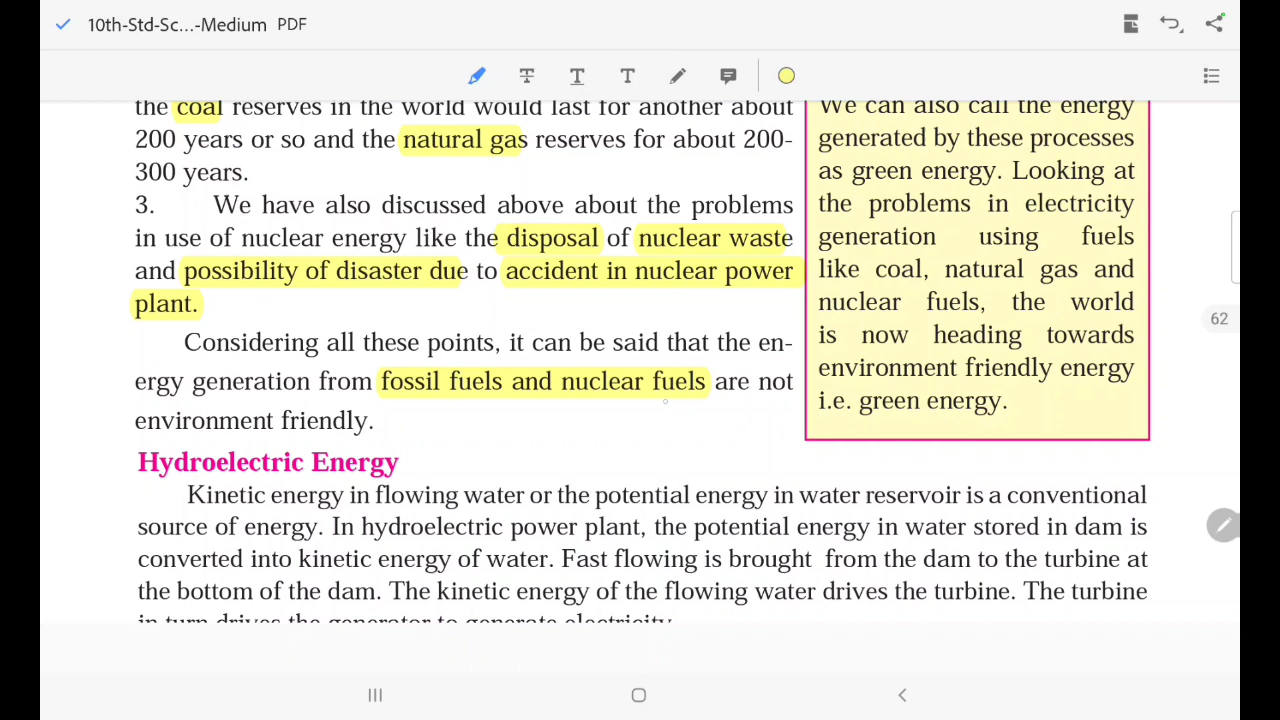 10th-Std-Sc...-Medium PDF
the coal reserves in the world would last for another about
200 years or so and the natural gas reserves for about 200-
300 years.
3. We have also discussed above about the problems
in use of nuclear energy like the disposal of nuclear waste
and possibility of disaster due to accident in nuclear power
plant.
Considering all these points, it can be said that the en-
ergy generation from fossil fuels and nuclear fuels are not
environment friendly.
We can also call the energy
generated by these processes
as green energy. Looking at
the problems in electricity
generation using fuels
like coal, natural gas and
nuclear fuels, the world
is now heading towards
environment friendly energy
i.e. green energy.
62
Hydroelectric Energy
Kinetic energy in flowing water or the potential energy in water reservoir is a conventional
source of energy. In hydroelectric power plant, the potential energy in water stored in dam is
converted into kinetic energy of water. Fast flowing is brought from the dam to the turbine at
the bottom of the dam. The kinetic energy of the flowing water drives the turbine. The turbine
in turn drives the generator to generate electricity.